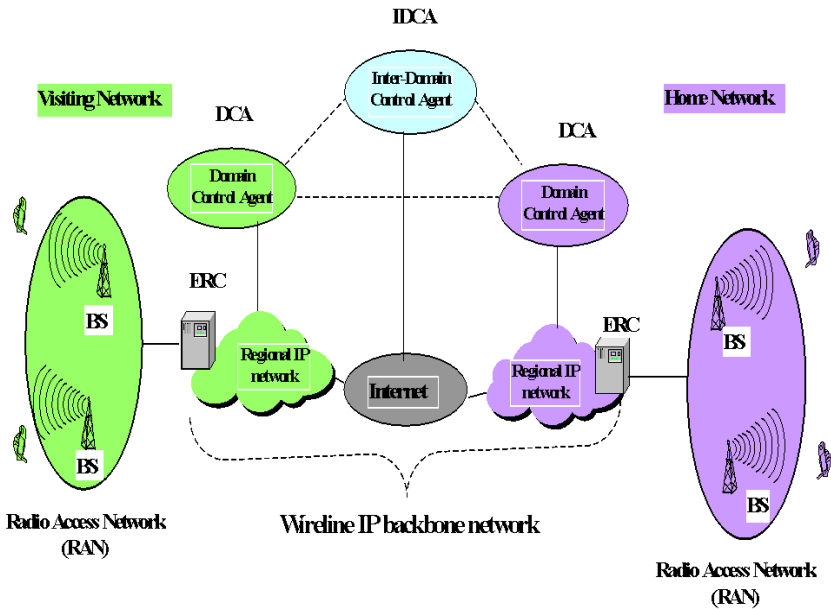 IDCA
Inter-Domain
Control Agent
Visiting Network
Home Network
DCA
DCA
Domain
Control Agent
Domain
Control Agent
ERC
BS
BS
ERC
Regional IP
network
Internet
Regional IP
network
BS
BS
Radio Access Network
(RAN)
Wireline IP backbone network
Radio Access Network
(RAN)